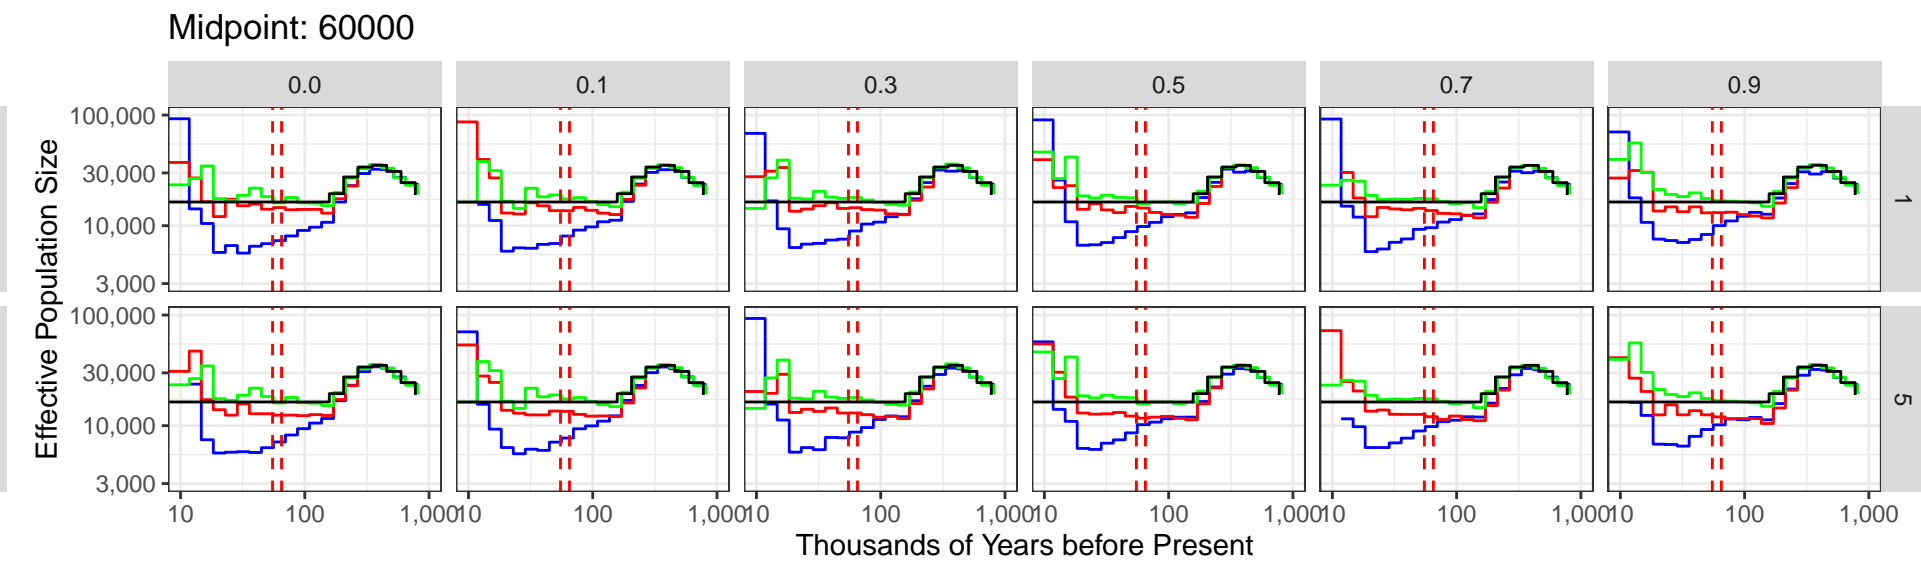 Midpoint: 60000
0.0 0.1 0.3 0.5 0.7 0.9
Effective Population Size
100,000
30,000
10,000
3,000
1
100,000
30,000
10,000
3,000
5
10 100 1,000 10 100 1,000 10 100 1,000 10 100 1,000 10 100 1,000 10 100 1,000
Thousands of Years before Present